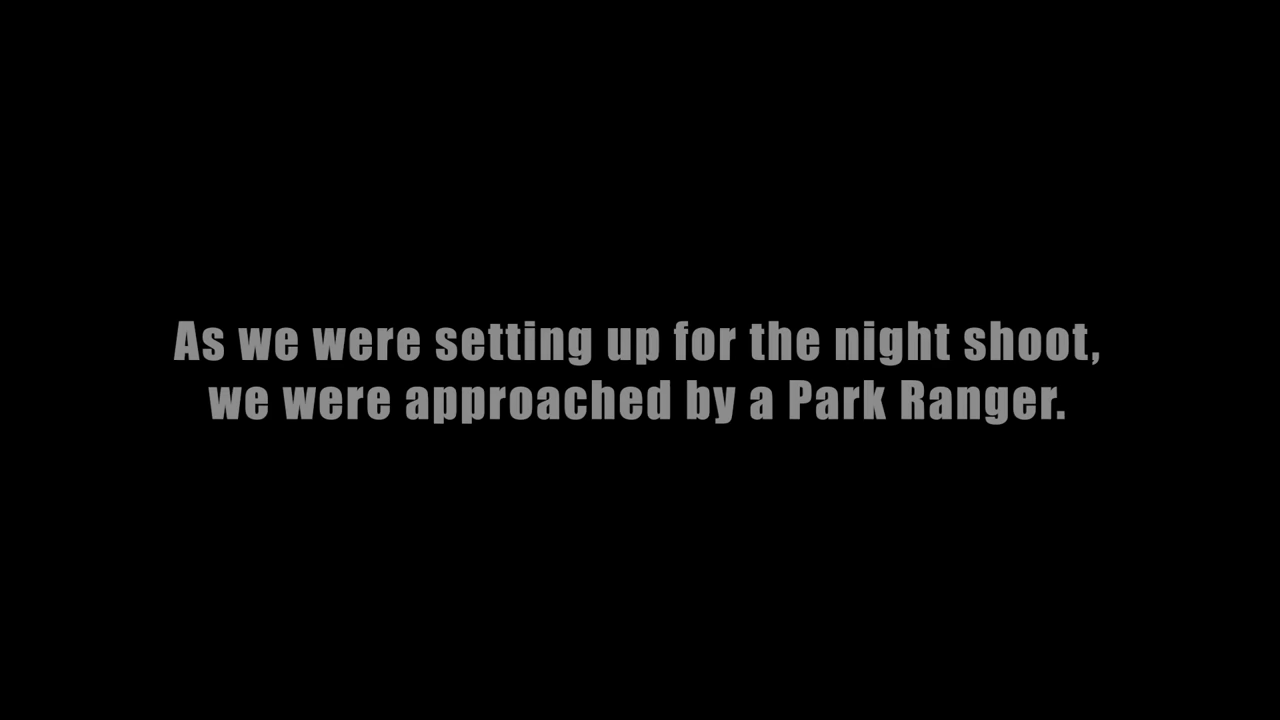 As we were setting up for the night shoot,
we were approached by a Park Ranger.